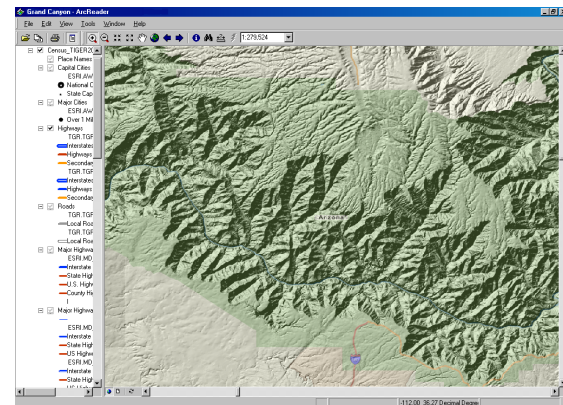 Grand Canyon - ArcReader
File Edit View Tools Window Help
1:279,524
Census_TIGER20
Place Names
Capital Cities
ESRI.AW
National C
State Cap
Major Cities
ESRI.AW
Over 1 Mil
Highways
TGR.TGF
Interstates
Highways
Secondary
TGR.TGF
Interstates
Highways
Secondary
Roads
TGR.TGF
Local Roa
TGR.TGF
Local Roa
Major Highwa
ESRI.MD
Interstate
State High
U.S. Highw
County Hi
Major Highwa
ESRI.MD
Interstate
State High
US Highw
ESRI.MD
Interstate
State High
Arizona
-112.00 36.27 Decimal Degree